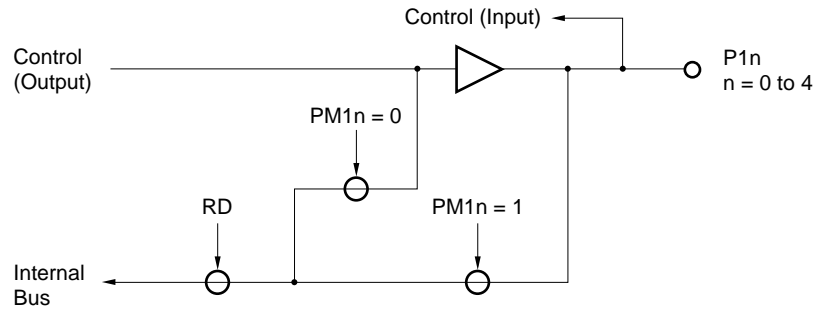 Control (Input)
Control
(Output)
P1n
n = 0 to 4
PM1n = 0
RD
PM1n = 1
Internal
Bus